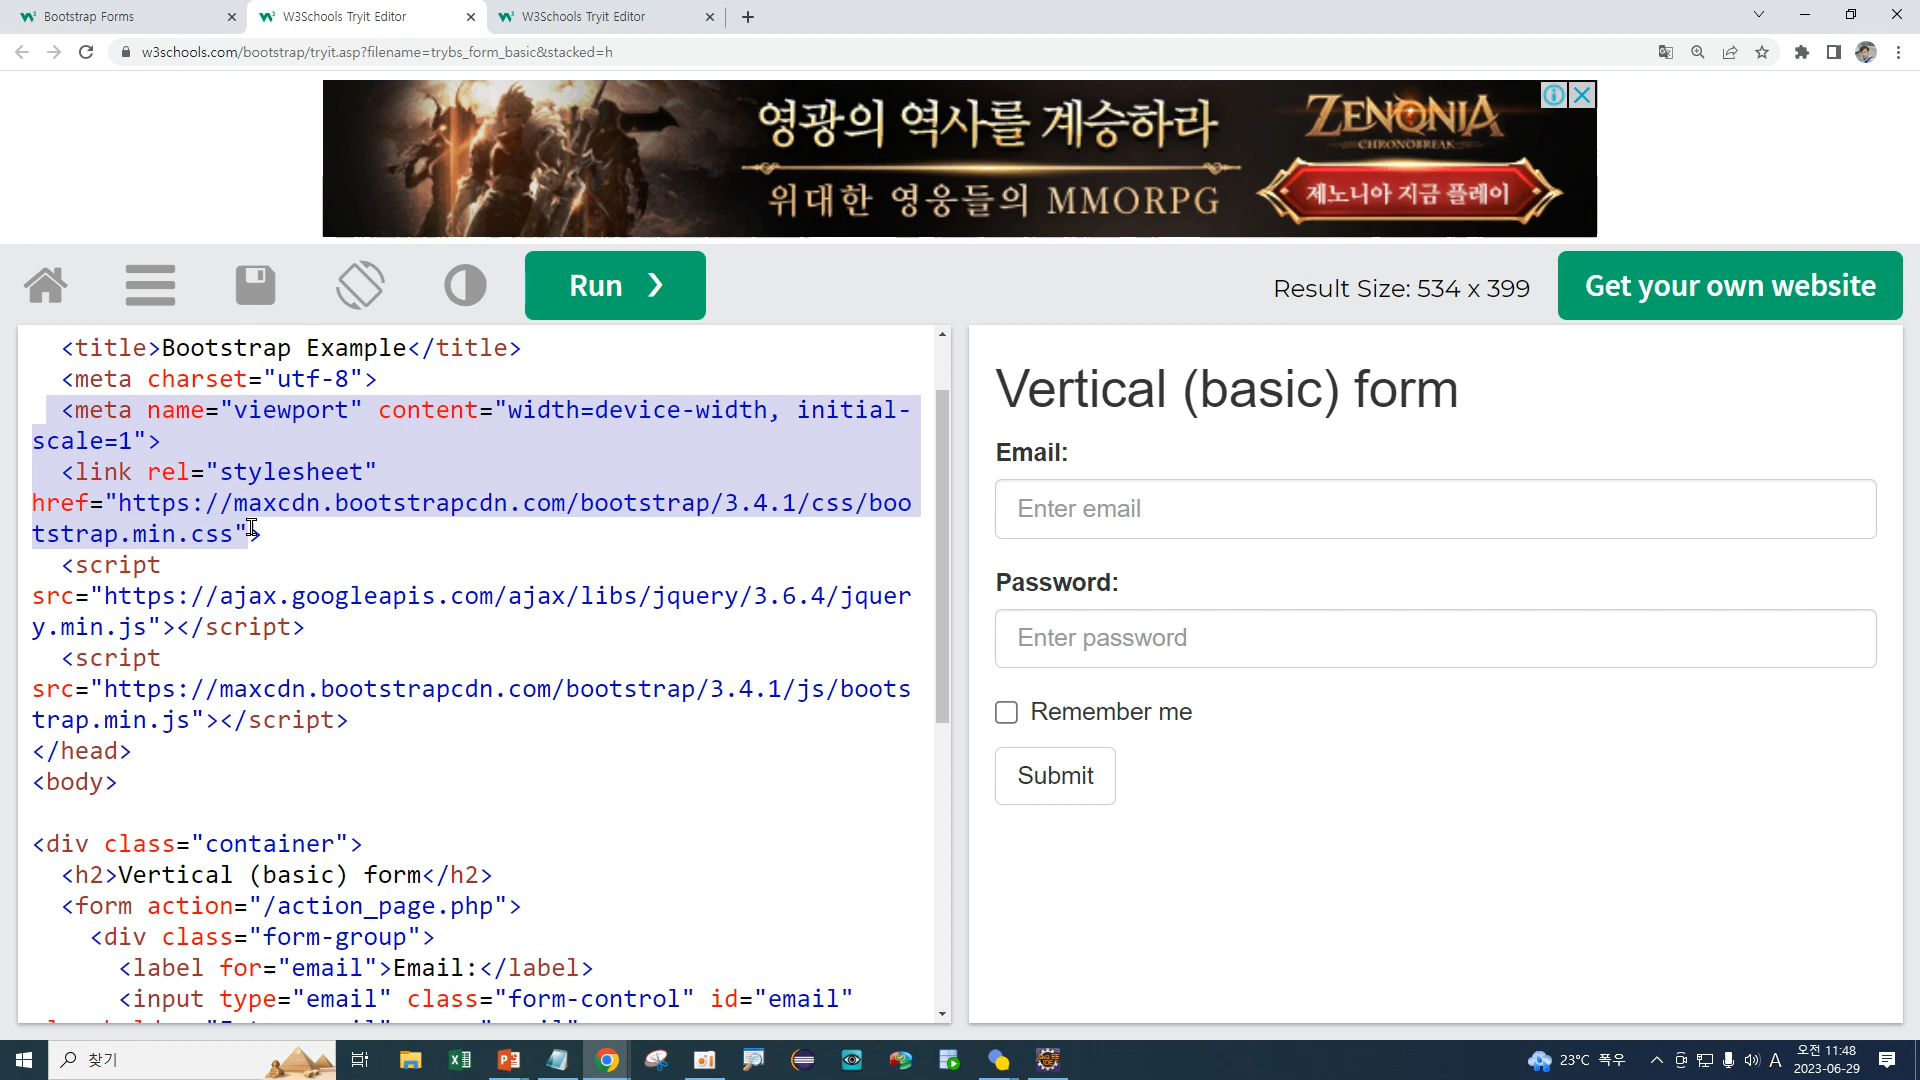 Bootstrap Forms
W3Schools Tryit Editor
W3Schools Tryit Editor
w3schools.com/bootstrap/tryit.asp?filename=trybs_form_basic&stacked=h
영광의 역사를 계승하라
위대한 영웅들의 MMORPG
ZENONIA
CHRONOBREAK
제노니아 지금 플레이
Run ❯
Result Size: 534 x 399
Get your own website
<title>Bootstrap Example</title>
<meta charset="utf-8">
<meta name="viewport" content="width=device-width, initial-
scale=1">
<link rel="stylesheet"
href="https://maxcdn.bootstrapcdn.com/bootstrap/3.4.1/css/boo
tstrap.min.css">
<script
src="https://ajax.googleapis.com/ajax/libs/jquery/3.6.4/jquer
y.min.js"></script>
<script
src="https://maxcdn.bootstrapcdn.com/bootstrap/3.4.1/js/boots
trap.min.js"></script>
</head>
<body>
<div class="container">
<h2>Vertical (basic) form</h2>
<form action="/action_page.php">
<div class="form-group">
<label for="email">Email:</label>
<input type="email" class="form-control" id="email"
Vertical (basic) form
Email:
Enter email
Password:
Enter password
Remember me
Submit
찾기
23°C 폭우
A
오전 11:48
2023-06-29